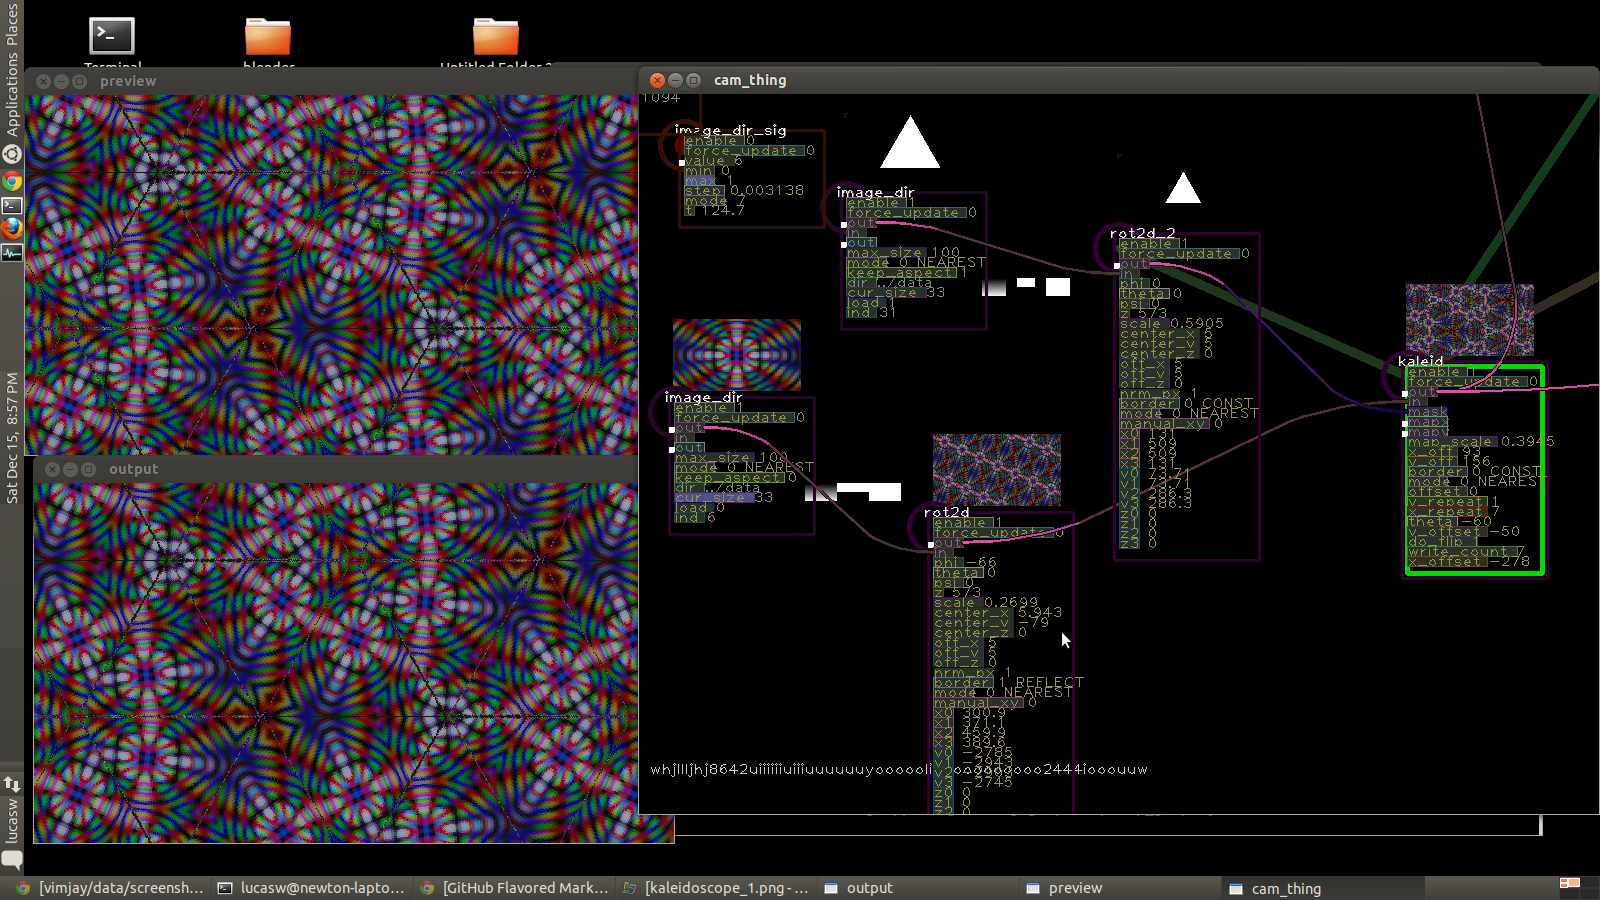 Applications Places
Sat Dec 15, 8:57 PM
lucasw
Terminal
blender
Untitled Folder 2
preview
output
cam_thing
1094
image_dir_sig
enable 0
force_update 0
value 6
min 0
max 1
step 0.003138
mode 7
t 124.7
image_dir
enable 1
force_update 0
out
in
out
max_size 100
mode 0 NEAREST
keep_aspect 1
dir ../data
cur_size 33
load 1
ind 31
image_dir
enable 1
force_update 0
out
in
out
max_size 100
mode 0 NEAREST
keep_aspect 0
dir ../data
cur_size 33
load 0
ind 6
rot2d
enable 1
force_update 0
out
in
phi -66
theta 0
psi 0
z 573
scale 0.2699
center_x 5.943
center_y -79
center_z 0
off_x 5
off_y 5
off_z 0
nrm_px 1
border 1 REFLECT
mode 0 NEAREST
manual_xy 0
x0 300.9
x1 371.1
x2 459.9
x3 389.6
y0 -2785
y1 -2943
y3 -2745
z0 0
z1 0
rot2d_2
enable 1
force_update 0
out
in
phi 0
theta 0
psi 0
z 573
scale 0.5905
center_x 5
center_y 5
center_z 0
off_x 5
off_y 5
off_z 0
nrm_px 1
border 0 CONST
mode 0 NEAREST
manual_xy 0
x0 131
x1 509
x2 509
x3 131
y0 73.71
y1 73.71
y2 286.3
y3 286.3
z0 0
z1 0
z2 0
z3 0
kaleid
enable 1
force_update 0
out
in
mask
mapx
mapy
map_scale 0.3945
x_off 93
y_off 156
border 0 CONST
mode 0 NEAREST
offset 0
x_repeat 1
y_repeat 7
theta -60
y_offset -50
do_flip 1
write_count 7
x_offset -278
[vimjay/data/screensh...
lucasw@newton-lapto...
[GitHub Flavored Mark...
[kaleidoscope_1.png-...
output
preview
cam_thing